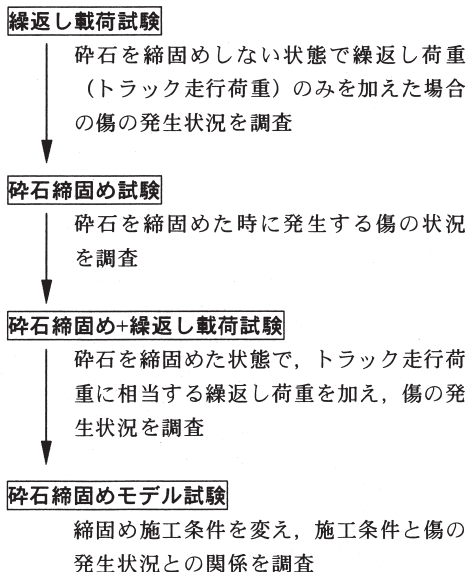 繰返し載荷試験
砕石を締固めしない状態で繰返し荷重
（トラック走行荷重）のみを加えた場合
の傷の発生状況を調査
砕石締固め試験
砕石を締固めた時に発生する傷の状況
を調査
砕石締固め+繰返し載荷試験
砕石を締固めた状態で，トラック走行荷
重に相当する繰返し荷重を加え，傷の発
生状況を調査
砕石締固めモデル試験
締固め施工条件を変え，施工条件と傷の
発生状況との関係を調査